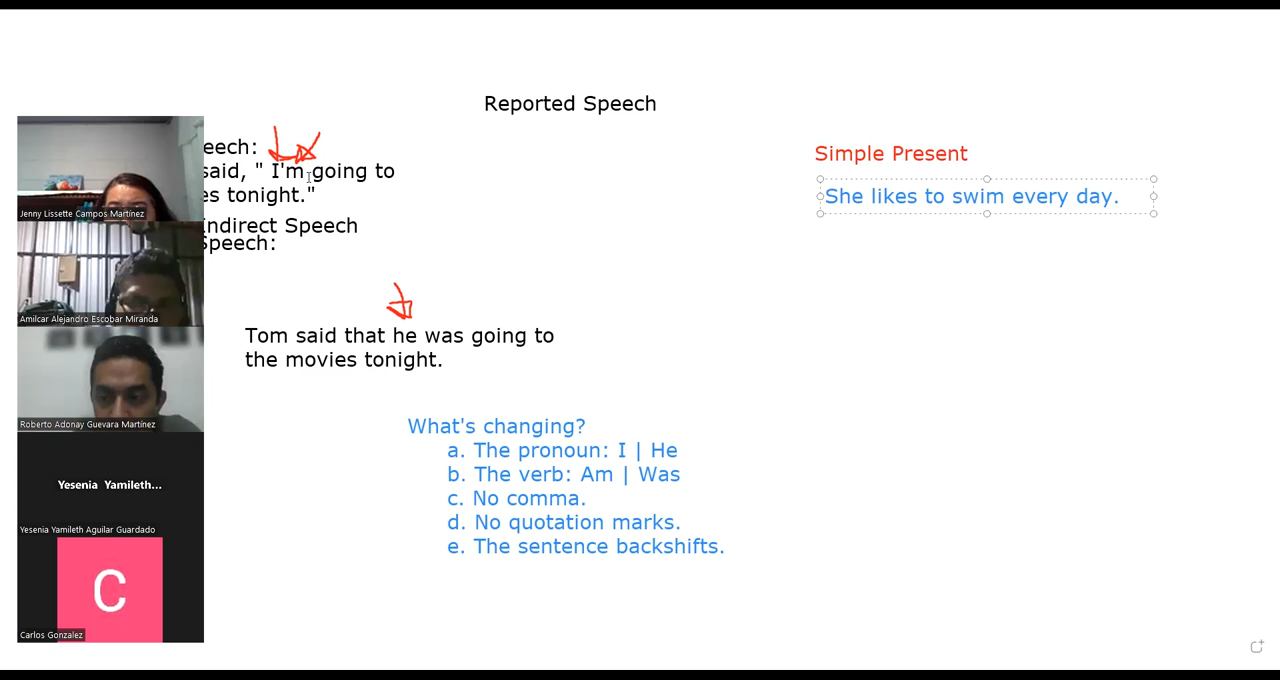 Reported Speech
eech:
said, " I'm going to
es tonight."
Indirect Speech
Speech:
Tom said that he was going to
the movies tonight.
What's changing?
a. The pronoun: I | He
b. The verb: Am | Was
c. No comma.
d. No quotation marks.
e. The sentence backshifts.
Simple Present
She likes to swim every day.
Jenny Lissette Campos Martínez
Amilcar Alejandro Escobar Miranda
Roberto Adonay Guevara Martínez
Yesenia Yamileth...
Yesenia Yamileth Aguilar Guardado
C
Carlos Gonzalez